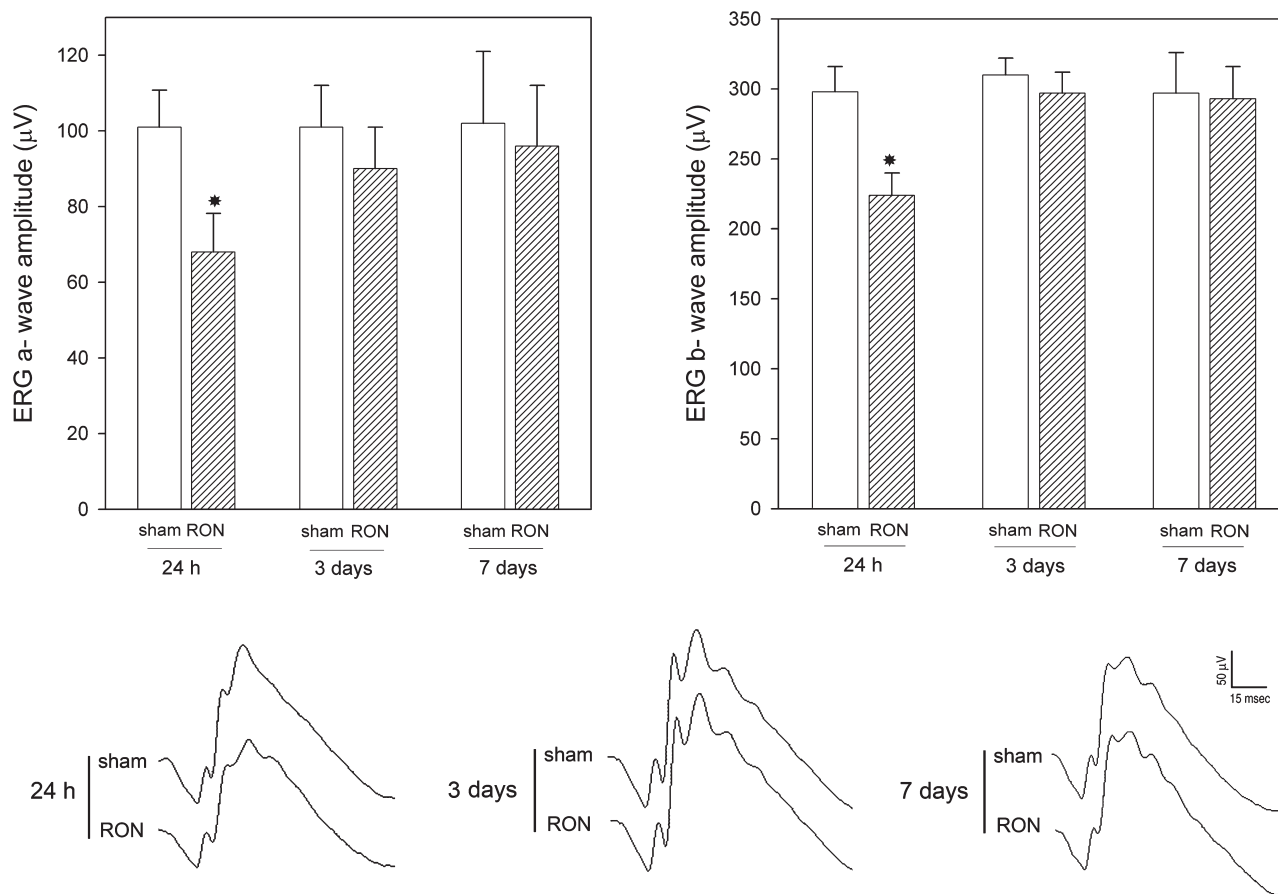 ERG a- wave amplitude (μV)
120
100
80
60
40
20
0
sham RON
24 h
sham RON
3 days
sham RON
7 days
ERG b- wave amplitude (μV)
350
300
250
200
150
100
50
0
sham RON
24 h
sham RON
3 days
sham RON
7 days
24 h
sham
RON
3 days
sham
RON
7 days
sham
RON
50 μV
15 msec